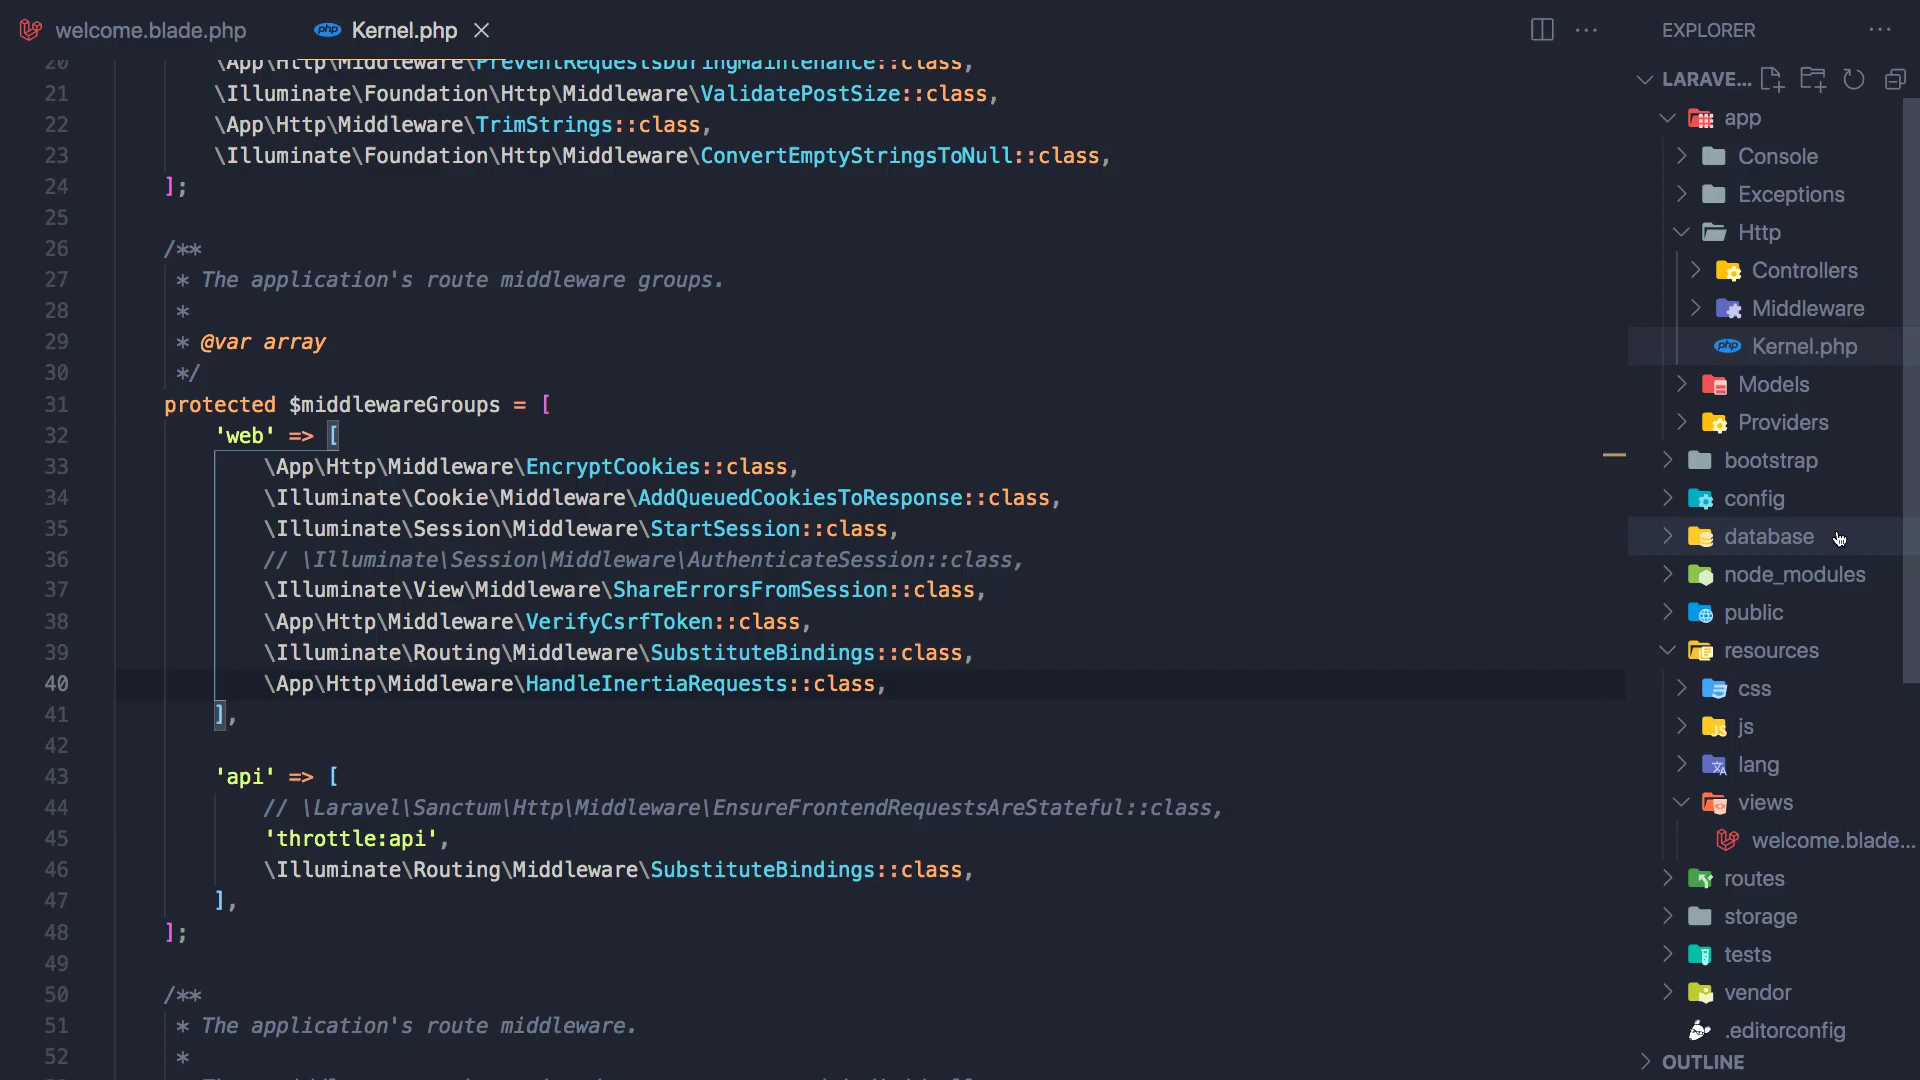 welcome.blade.php
php Kernel.php
20 \App\Http\Middleware\PreventRequestsDuringMaintenance::class,
21 \Illuminate\Foundation\Http\Middleware\ValidatePostSize::class,
22 \App\Http\Middleware\TrimStrings::class,
23 \Illuminate\Foundation\Http\Middleware\ConvertEmptyStringsToNull::class,
24 ];
25
26 /**
27 * The application's route middleware groups.
28 *
29 * @var array
30 */
31 protected $middlewareGroups = [
32 'web' => [
33 \App\Http\Middleware\EncryptCookies::class,
34 \Illuminate\Cookie\Middleware\AddQueuedCookiesToResponse::class,
35 \Illuminate\Session\Middleware\StartSession::class,
36 // \Illuminate\Session\Middleware\AuthenticateSession::class,
37 \Illuminate\View\Middleware\ShareErrorsFromSession::class,
38 \App\Http\Middleware\VerifyCsrfToken::class,
39 \Illuminate\Routing\Middleware\SubstituteBindings::class,
40 \App\Http\Middleware\HandleInertiaRequests::class,
41 ],
42
43 'api' => [
44 // \Laravel\Sanctum\Http\Middleware\EnsureFrontendRequestsAreStateful::class,
45 'throttle:api',
46 \Illuminate\Routing\Middleware\SubstituteBindings::class,
47 ],
48 ];
49
50 /**
51 * The application's route middleware.
52 *
EXPLORER
LARAVE...
app
Console
Exceptions
Http
Controllers
Middleware
php Kernel.php
Models
Providers
bootstrap
config
database
node_modules
public
resources
css
js
lang
views
welcome.blade...
routes
storage
tests
vendor
.editorconfig
OUTLINE